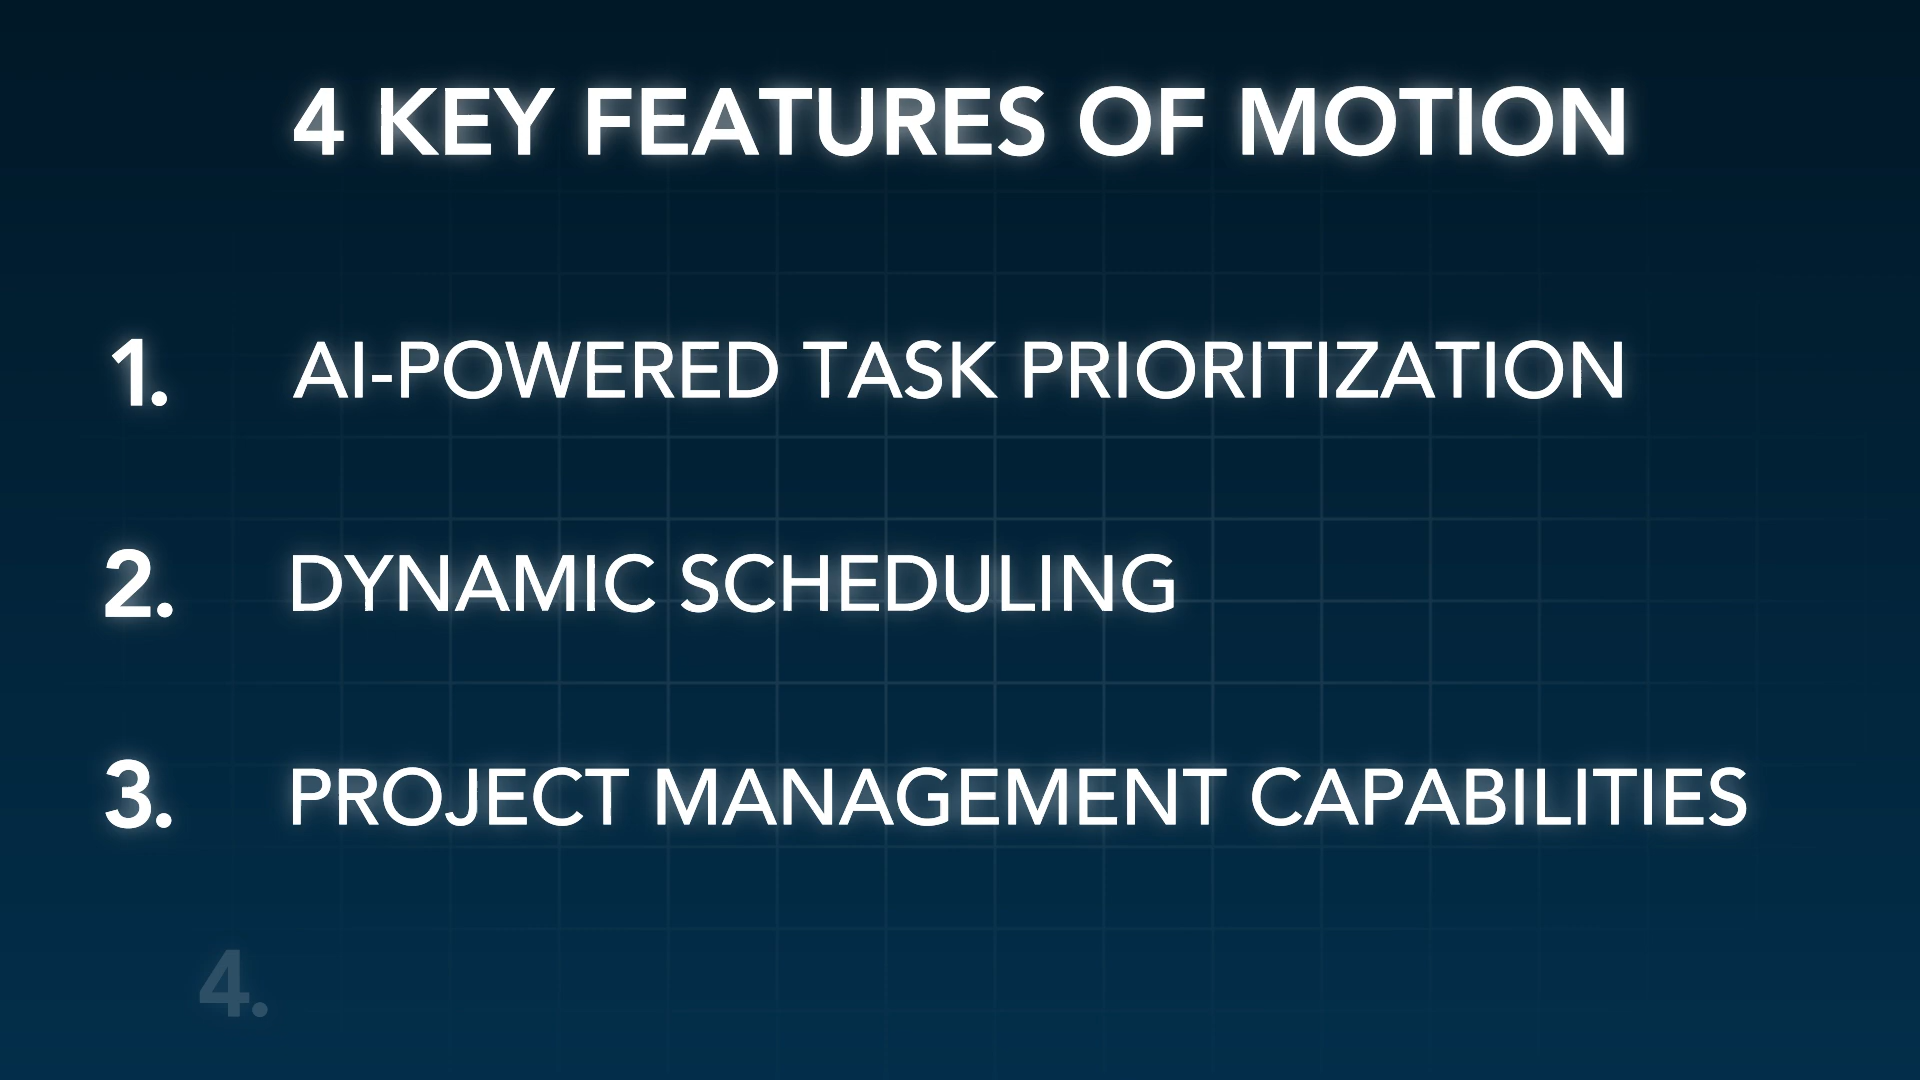 4 KEY FEATURES OF MOTION
1. AI-POWERED TASK PRIORITIZATION
2. DYNAMIC SCHEDULING
3. PROJECT MANAGEMENT CAPABILITIES
4.